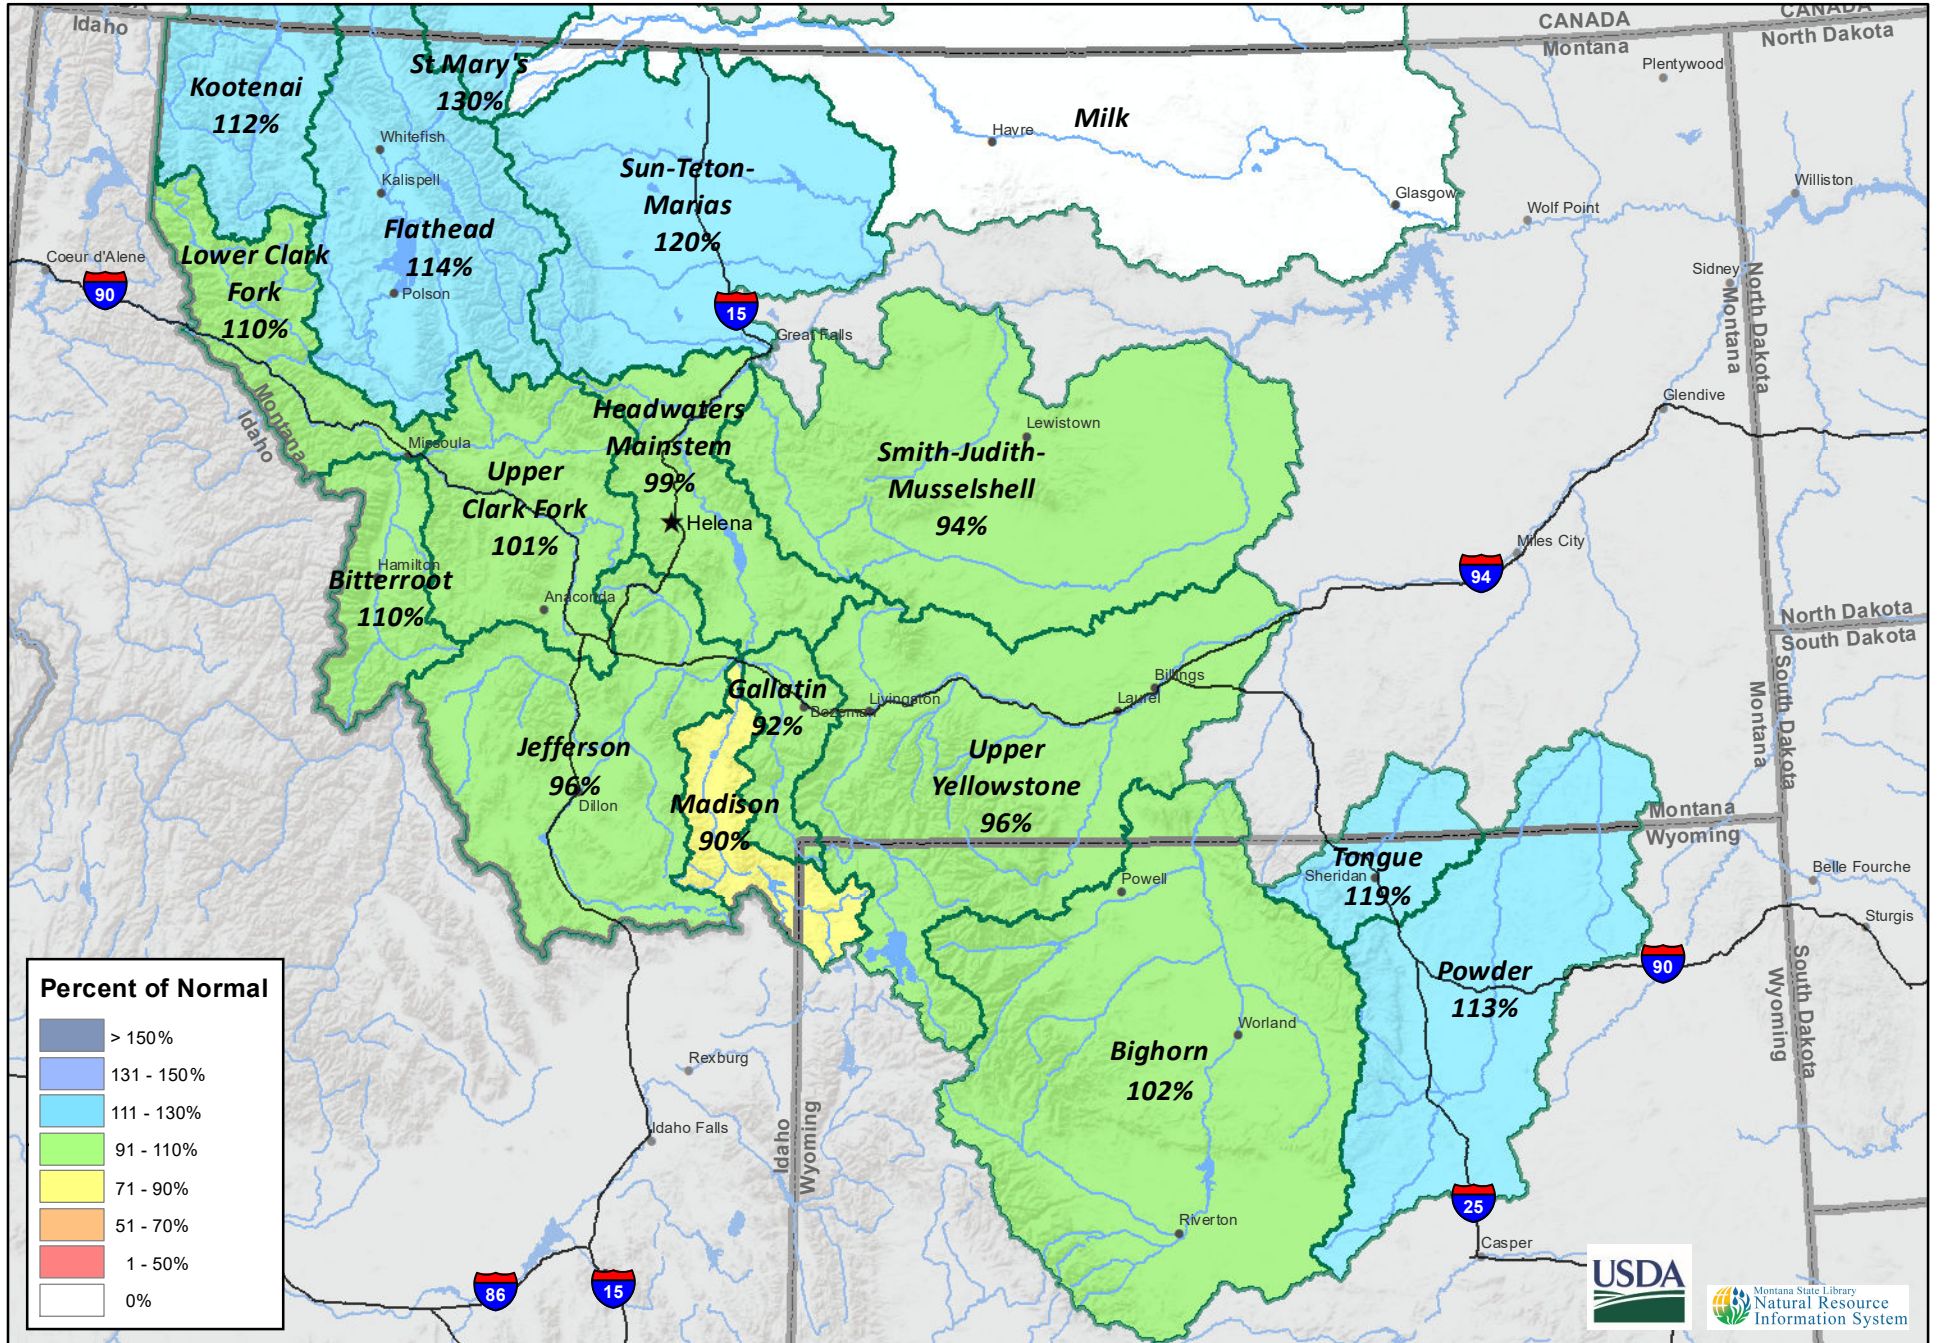 Idaho
CANADA
Montana
CANADA
North Dakota
Plentywood
Kootenai
112%
St Mary's
130%
Whitefish
Kalispell
Flathead
114%
Polson
Sun-Teton-
Marias
120%
Milk
Havre
Glasgow
Wolf Point
Williston
Coeur d'Alene
90
Lower Clark
Fork
110%
15
Great Falls
Sidney
Montana
North Dakota
Glendive
Montana
Idaho
Missoula
Headwaters
Mainstem
99%
Helena
Smith-Judith-
Musselshell
94%
Lewistown
Upper
Clark Fork
101%
Hamilton
Bitterroot
110%
Anaconda
Miles City
94
North Dakota
South Dakota
Montana
South Dakota
Gallatin
92%
Bozeman
Livingston
Billings
Laurel
Jefferson
96%
Dillon
Madison
90%
Upper
Yellowstone
96%
Montana
Wyoming
Powell
Tongue
Sheridan
119%
Belle Fourche
Sturgis
90
Powder
113%
South Dakota
Wyoming
Worland
Bighorn
102%
Rexburg
Idaho Falls
Idaho
Wyoming
Riverton
25
Casper
86
15
Percent of Normal
> 150%
131 - 150%
111 - 130%
91 - 110%
71 - 90%
51 - 70%
1 - 50%
0%
USDA
Montana State Library
Natural Resource
Information System